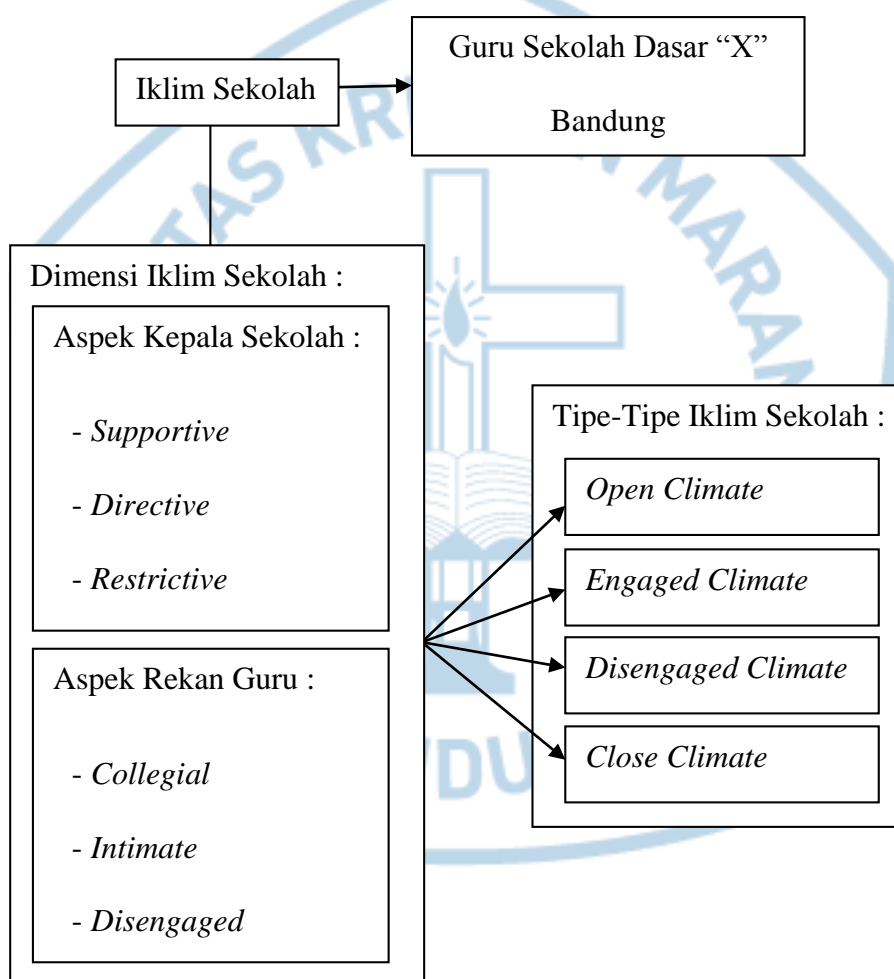 Guru Sekolah Dasar “X”
Bandung
Iklim Sekolah
Dimensi Iklim Sekolah :
Aspek Kepala Sekolah :
- Supportive
- Directive
- Restrictive
Aspek Rekan Guru :
- Collegial
- Intimate
- Disengaged
Tipe-Tipe Iklim Sekolah :
Open Climate
Engaged Climate
Disengaged Climate
Close Climate